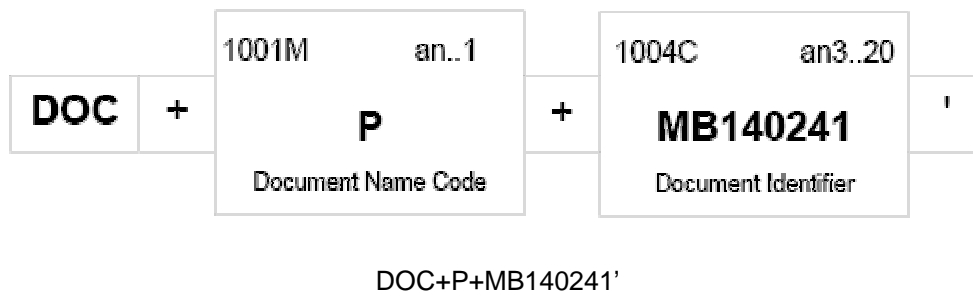 1001M an..1 1004C an3..20
DOC + P + MB140241 '
Document Name Code Document Identifier
DOC+P+MB140241’